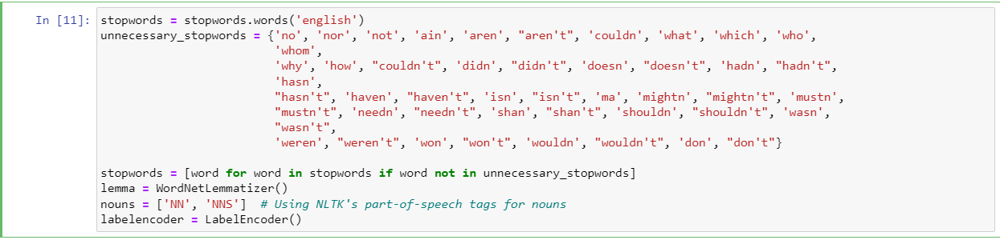 In [11]: stopwords = stopwords.words('english')
unnecessary_stopwords = {'no', 'nor', 'not', 'ain', 'aren', "aren't", 'couldn', 'what', 'which', 'who',
'whom',
'why', 'how', "couldn't", 'didn', "didn't", 'doesn', "doesn't", 'hadn', "hadn't",
'hasn',
"hasn't", 'haven', "haven't", 'isn', "isn't", 'ma', 'mightn', "mightn't", 'mustn',
"mustn't", 'needn', "needn't", 'shan', "shan't", 'shouldn', "shouldn't", 'wasn',
"wasn't",
'weren', "weren't", 'won', "won't", 'wouldn', "wouldn't", 'don', "don't"}
stopwords = [word for word in stopwords if word not in unnecessary_stopwords]
lemma = WordNetLemmatizer()
nouns = ['NN', 'NNS']  # Using NLTK's part-of-speech tags for nouns
labelencoder = LabelEncoder()